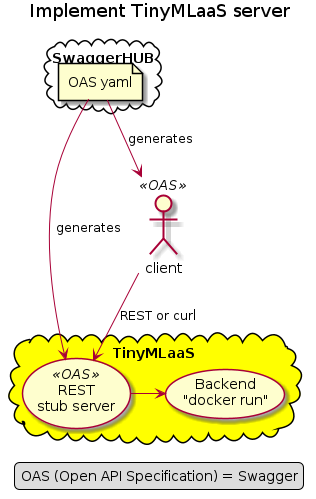 Implement TinyMLaaS server
SwaggerHUB
OAS yaml
generates
«OAS»
client
generates
REST or curl
TinyMLaaS
«OAS»
REST
stub server
Backend
"docker run"
OAS (Open API Specification) = Swagger